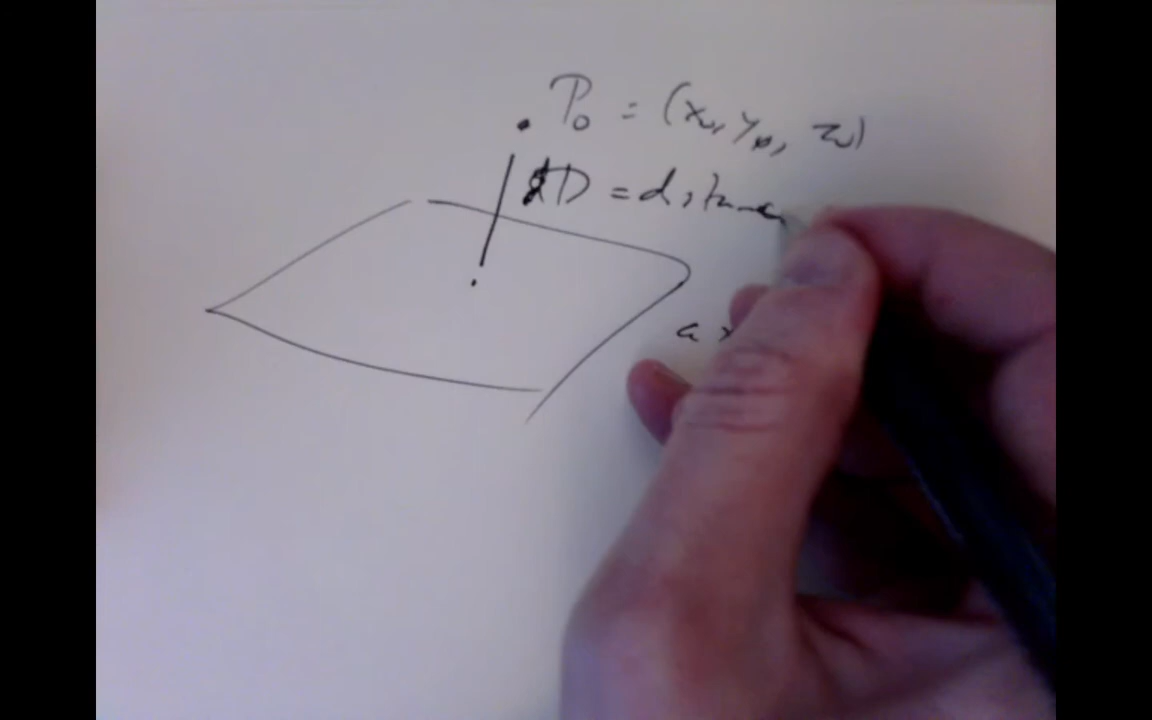 P₀ = (x₀, y₀, z₀)
D = distance
a x